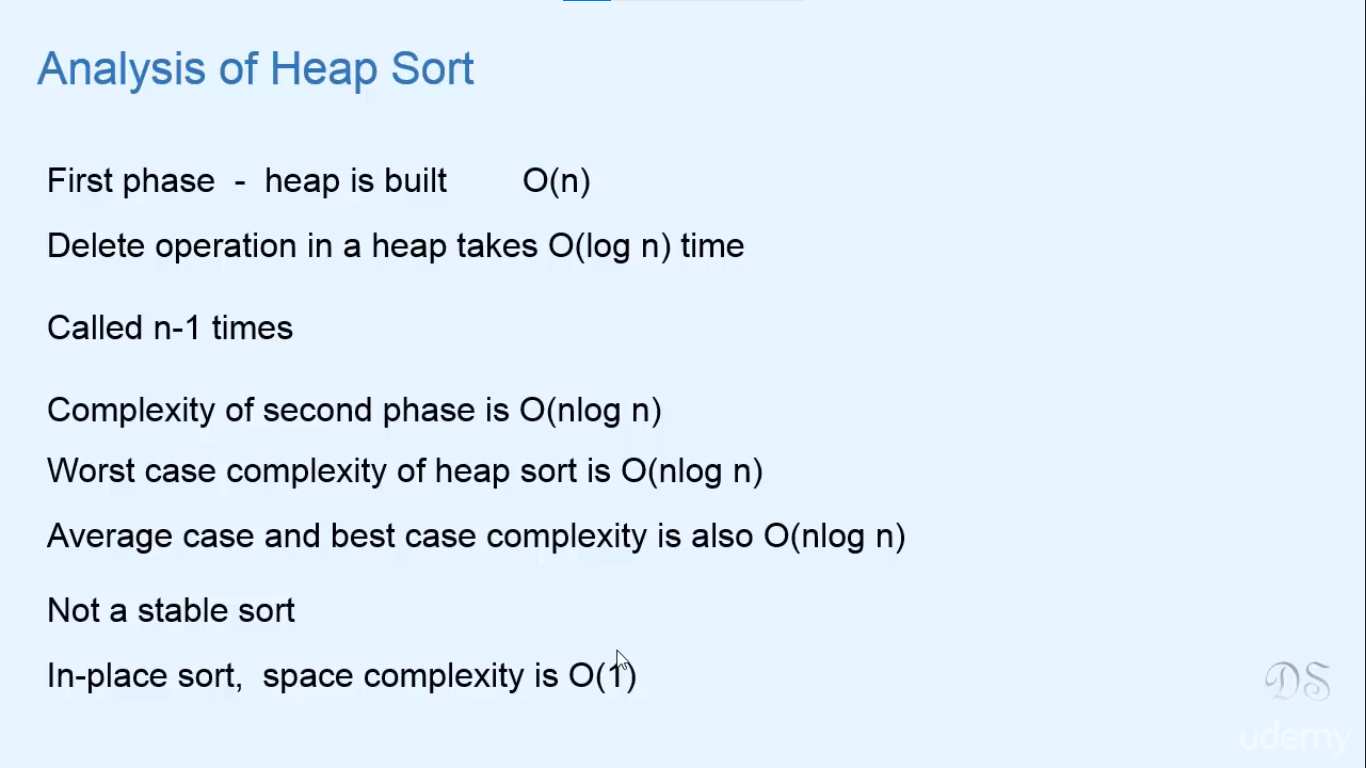 Analysis of Heap Sort
First phase - heap is built O(n)
Delete operation in a heap takes O(log n) time
Called n-1 times
Complexity of second phase is O(nlog n)
Worst case complexity of heap sort is O(nlog n)
Average case and best case complexity is also O(nlog n)
Not a stable sort
In-place sort, space complexity is O(1)
DS
udemy